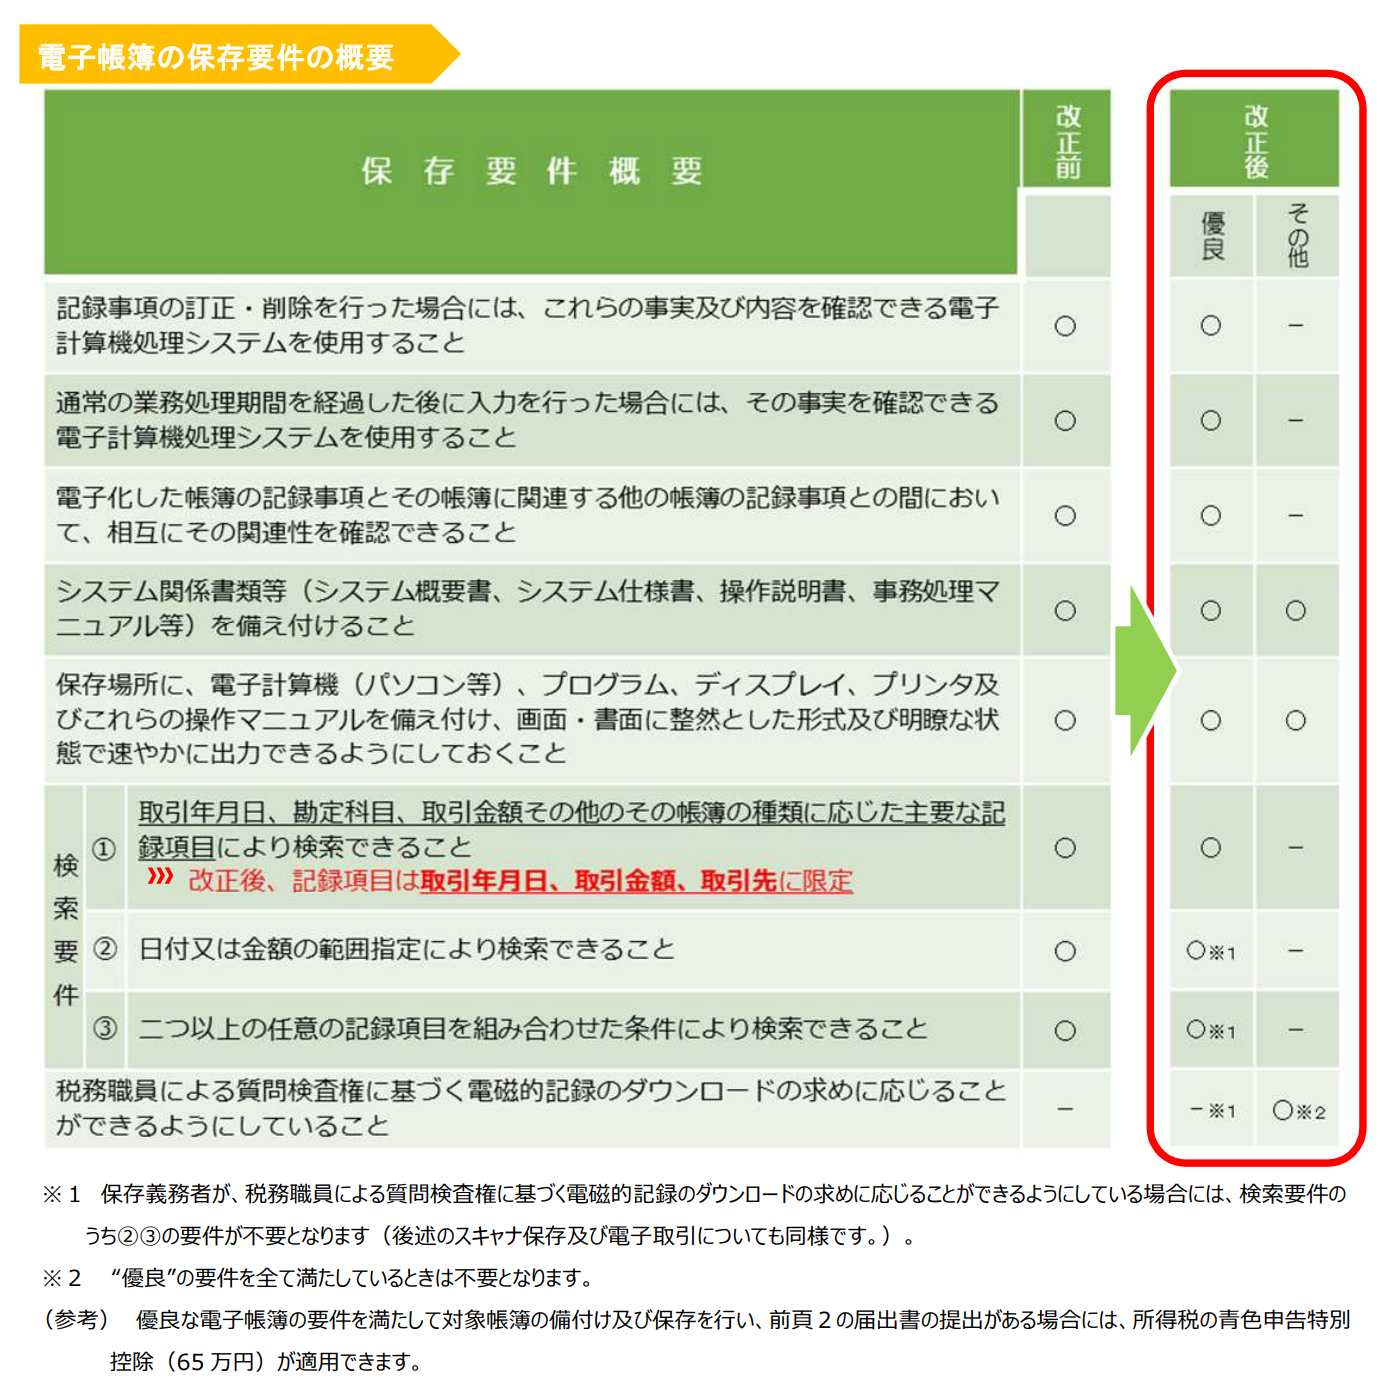 電子帳簿の保存要件の概要
保存要件概要
改正前
改正後
優良
その他
記録事項の訂正・削除を行った場合には、これらの事実及び内容を確認できる電子
計算機処理システムを使用すること
○ ○ －
通常の業務処理期間を経過した後に入力を行った場合には、その事実を確認できる
電子計算機処理システムを使用すること
○ ○ －
電子化した帳簿の記録事項とその帳簿に関連する他の帳簿の記録事項との間におい
て、相互にその関連性を確認できること
○ ○ －
システム関係書類等（システム概要書、システム仕様書、操作説明書、事務処理マ
ニュアル等）を備え付けること
○ ○ ○
保存場所に、電子計算機（パソコン等）、プログラム、ディスプレイ、プリンタ及
びこれらの操作マニュアルを備え付け、画面・書面に整然とした形式及び明瞭な状
態で速やかに出力できるようにしておくこと
○ ○ ○
検索要件
① 取引年月日、勘定科目、取引金額その他のその帳簿の種類に応じた主要な記
録項目により検索できること
改正後、記録項目は取引年月日、取引金額、取引先に限定
○ ○ －
② 日付又は金額の範囲指定により検索できること
○ ○※1 －
③ 二つ以上の任意の記録項目を組み合わせた条件により検索できること
○ ○※1 －
税務職員による質問検査権に基づく電磁的記録のダウンロードの求めに応じること
ができるようにしていること
－ －※1 ○※2
※１ 保存義務者が、税務職員による質問検査権に基づく電磁的記録のダウンロードの求めに応じることができるようにしている場合には、検索要件の
うち②③の要件が不要となります（後述のスキャナ保存及び電子取引についても同様です。）。
※２ “優良”の要件を全て満たしているときは不要となります。
（参考） 優良な電子帳簿の要件を満たして対象帳簿の備付け及び保存を行い、前頁２の届出書の提出がある場合には、所得税の青色申告特別
控除（65 万円）が適用できます。